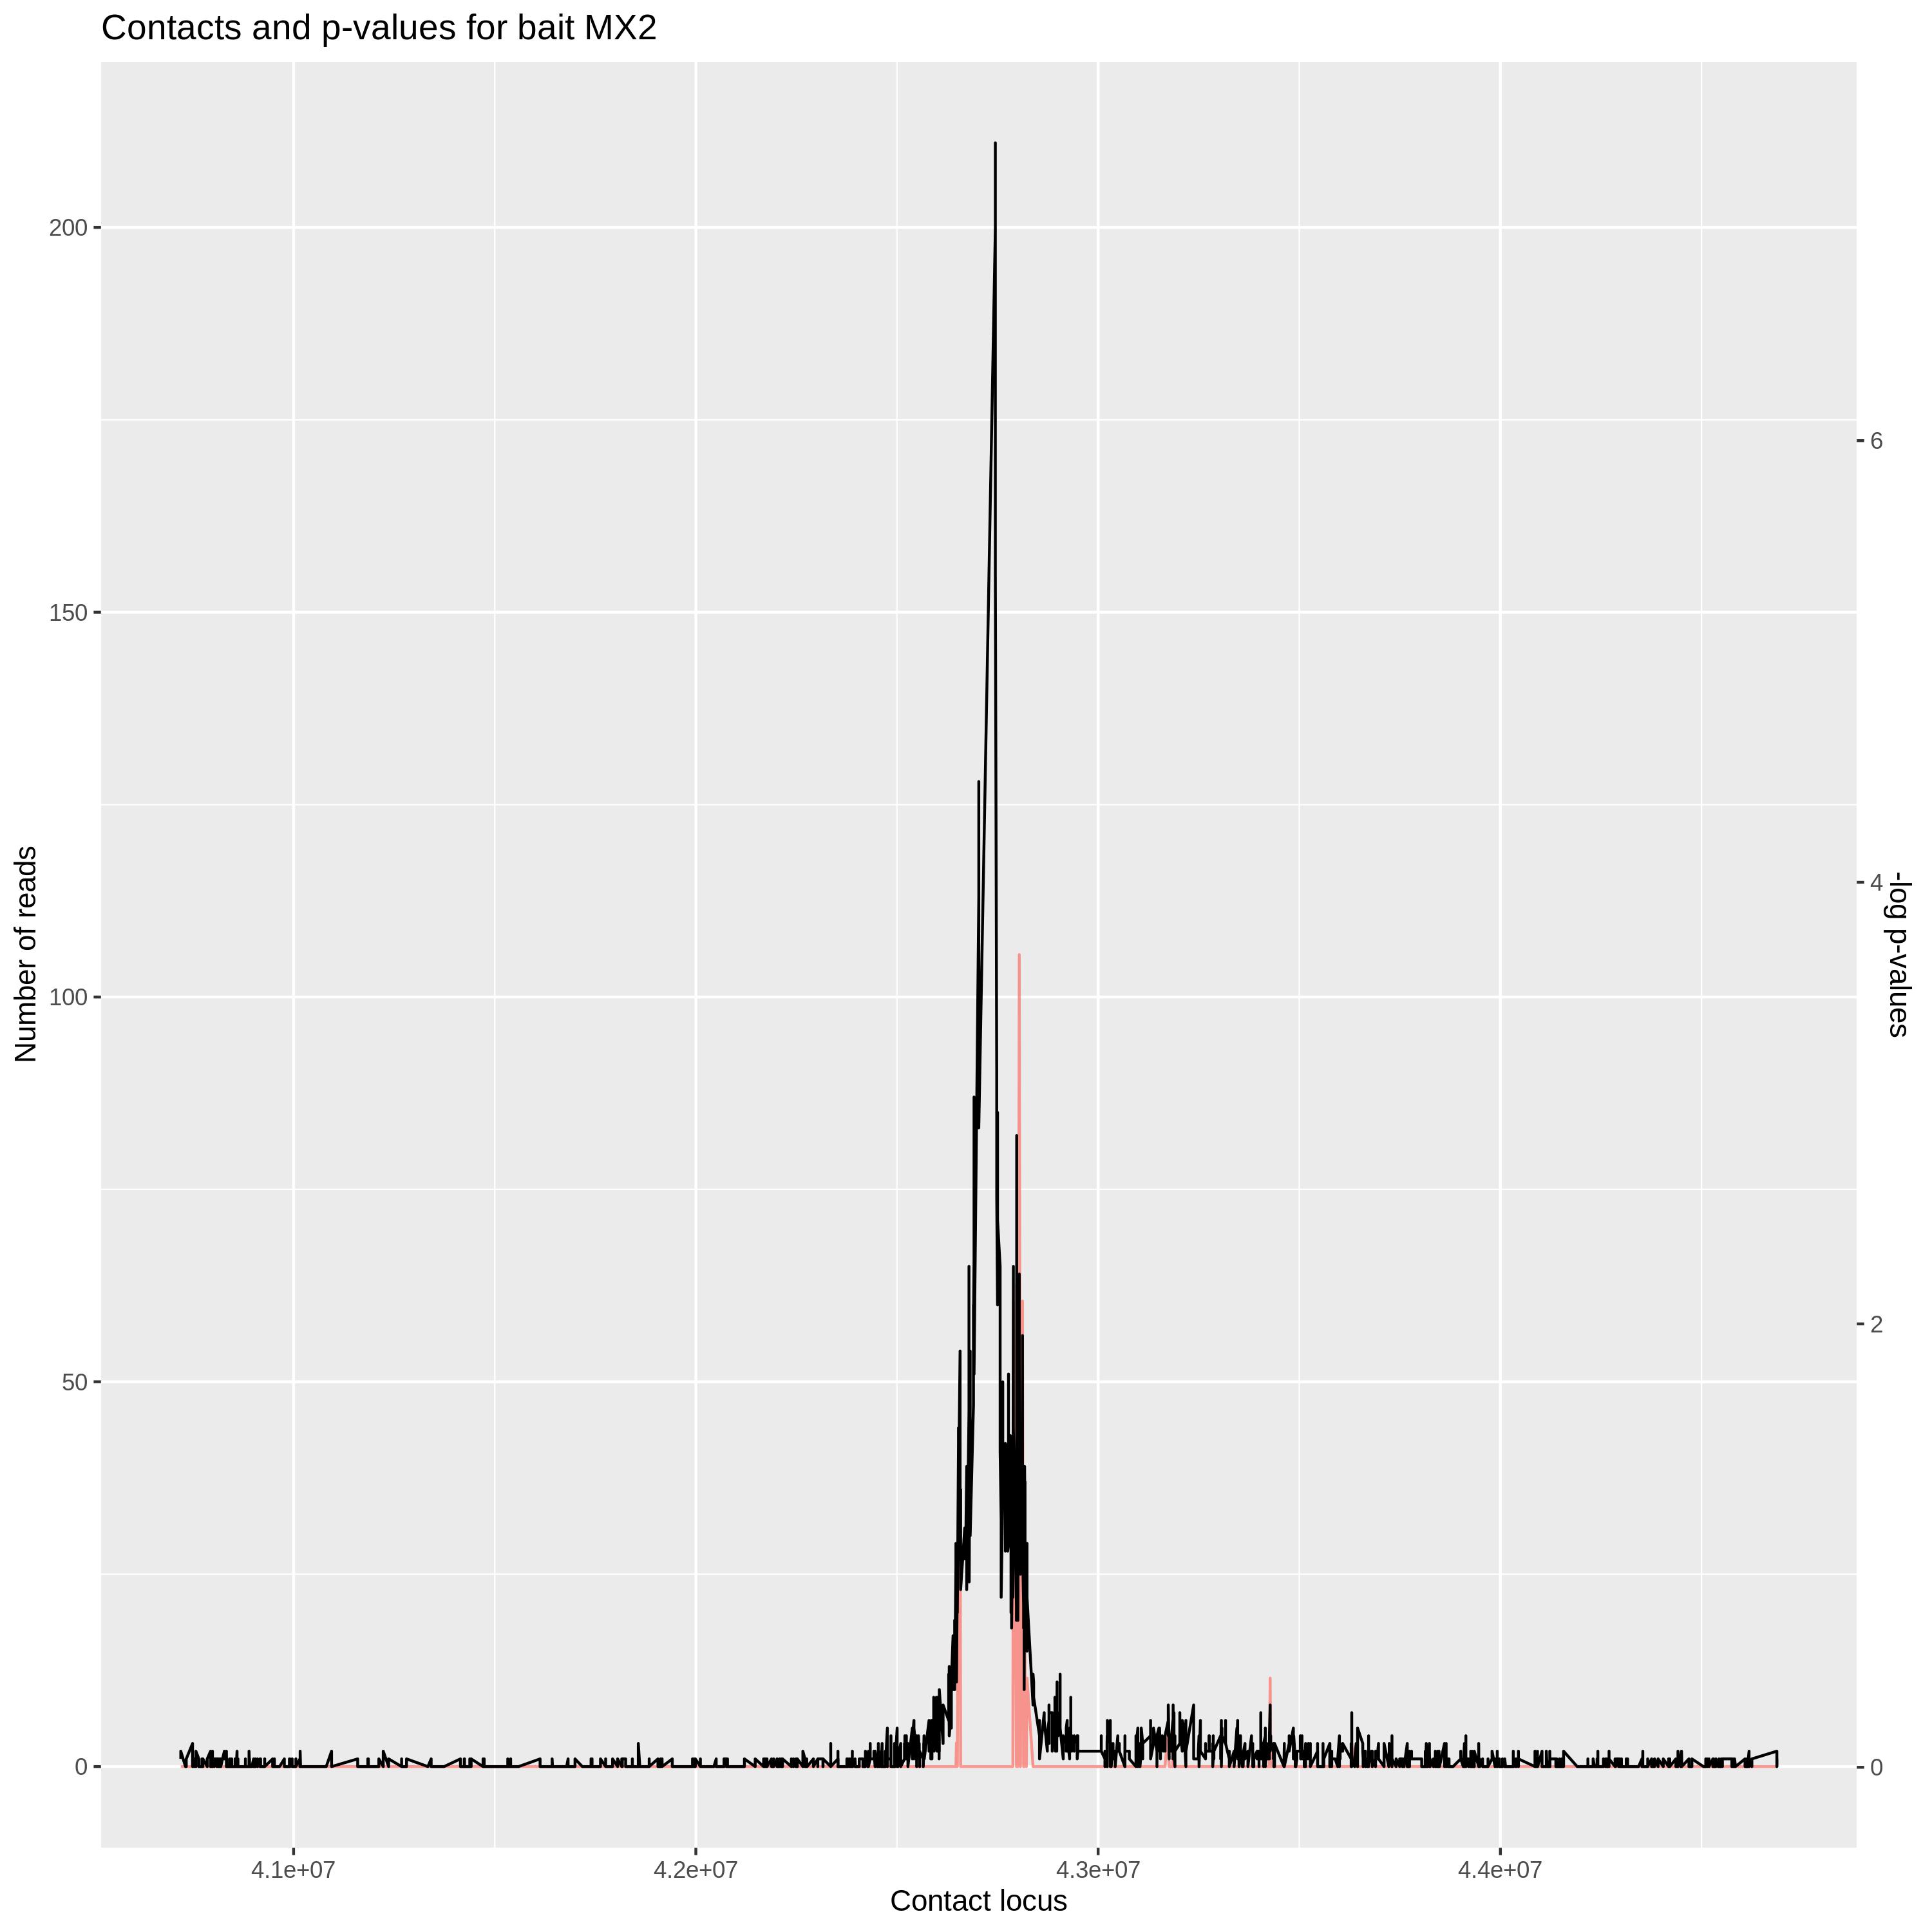 Contacts and p-values for bait MX2
200
150
100
50
0
Number of reads
6
4
2
0
-log p-values
4.1e+07
4.2e+07
4.3e+07
4.4e+07
Contact locus